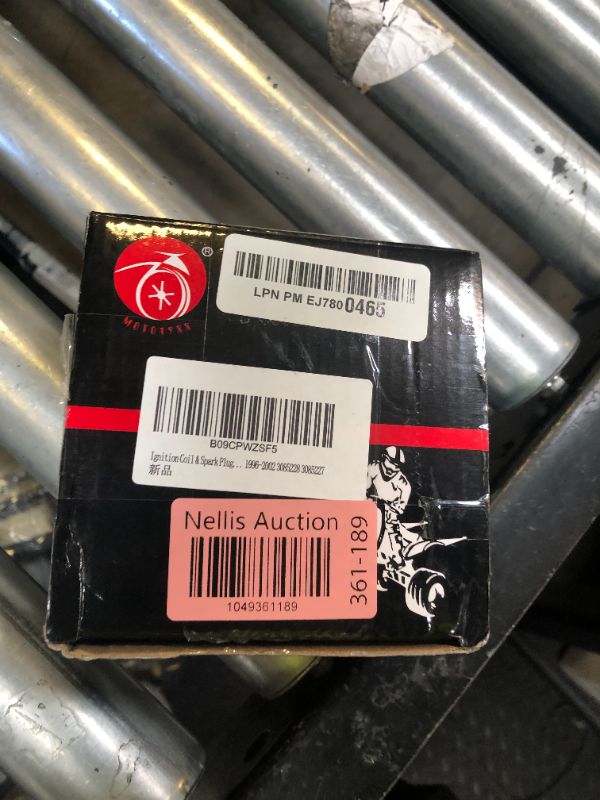 ®
LPN PM EJ780 0465
B09CPWZSF5
Ignition Coil & Spark Plug... 1996-2002 3085228 3085227
新品
Nellis Auction
1049361189
361-189